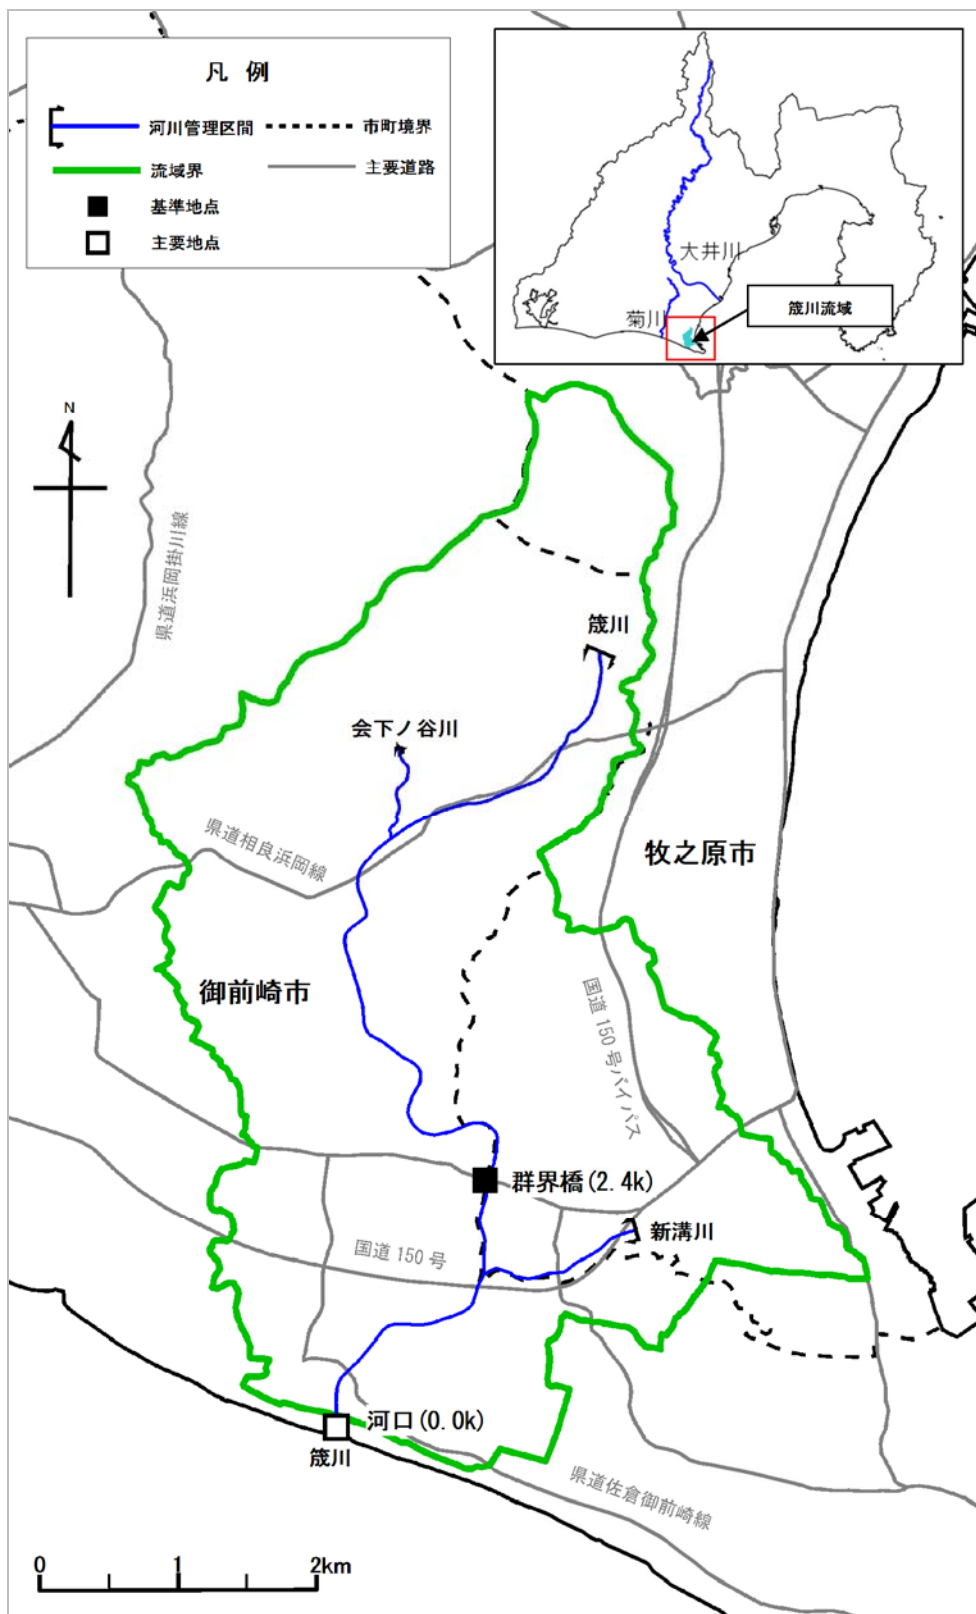 凡 例
河川管理区間
市町境界
流域界
主要道路
基準地点
主要地点
大井川
菊川
筬川流域
N
県道浜岡掛川線
筬川
会下ノ谷川
県道相良浜岡線
牧之原市
御前崎市
国道150号バイパス
群界橋(2.4k)
新溝川
国道150号
河口(0.0k)
筬川
県道佐倉御前崎線
0 1 2km